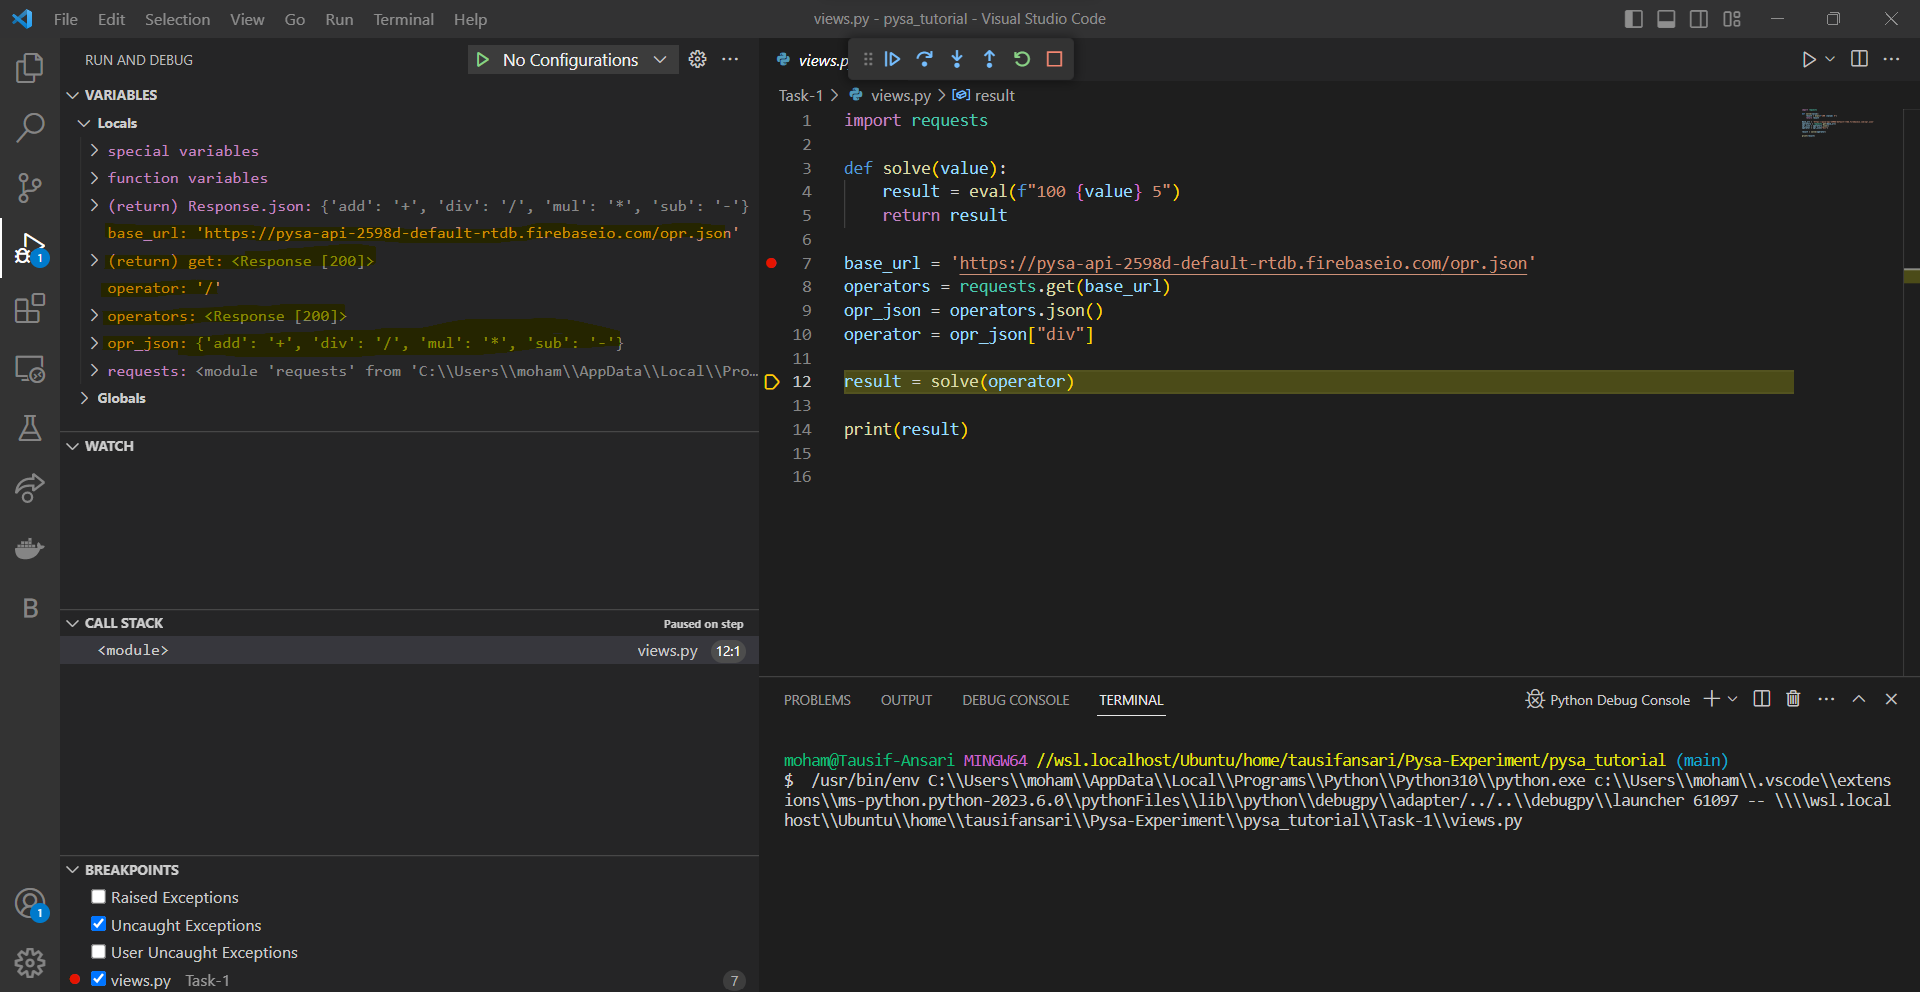 File Edit Selection View Go Run Terminal Help
views.py - pysa_tutorial - Visual Studio Code
RUN AND DEBUG
No Configurations
VARIABLES
Locals
special variables
function variables
(return) Response.json: {'add': '+', 'div': '/', 'mul': '*', 'sub': '-'}
base_url: 'https://pysa-api-2598d-default-rtdb.firebaseio.com/opr.json'
(return) get: <Response [200]>
operator: '/'
operators: <Response [200]>
opr_json: {'add': '+', 'div': '/', 'mul': '*', 'sub': '-'}
requests: <module 'requests' from 'C:\\Users\\moham\\AppData\\Local\\Pro...
Globals
WATCH
CALL STACK
Paused on step
<module> views.py 12:1
BREAKPOINTS
Raised Exceptions
Uncaught Exceptions
User Uncaught Exceptions
views.py Task-1 7
1
B
1
views.p
Task-1 > views.py > result
1 import requests
2
3 def solve(value):
4 result = eval(f"100 {value} 5")
5 return result
6
7 base_url = 'https://pysa-api-2598d-default-rtdb.firebaseio.com/opr.json'
8 operators = requests.get(base_url)
9 opr_json = operators.json()
10 operator = opr_json["div"]
11
12 result = solve(operator)
13
14 print(result)
15
16
PROBLEMS OUTPUT DEBUG CONSOLE TERMINAL
Python Debug Console
moham@Tausif-Ansari MINGW64 //wsl.localhost/Ubuntu/home/tausifansari/Pysa-Experiment/pysa_tutorial (main)
$ /usr/bin/env C:\\Users\\moham\\AppData\\Local\\Programs\\Python\\Python310\\python.exe c:\\Users\\moham\\.vscode\\extens
ions\\ms-python.python-2023.6.0\\pythonFiles\\lib\\python\\debugpy\\adapter/../..\\debugpy\\launcher 61097 -- \\\\wsl.local
host\\Ubuntu\\home\\tausifansari\\Pysa-Experiment\\pysa_tutorial\\Task-1\\views.py